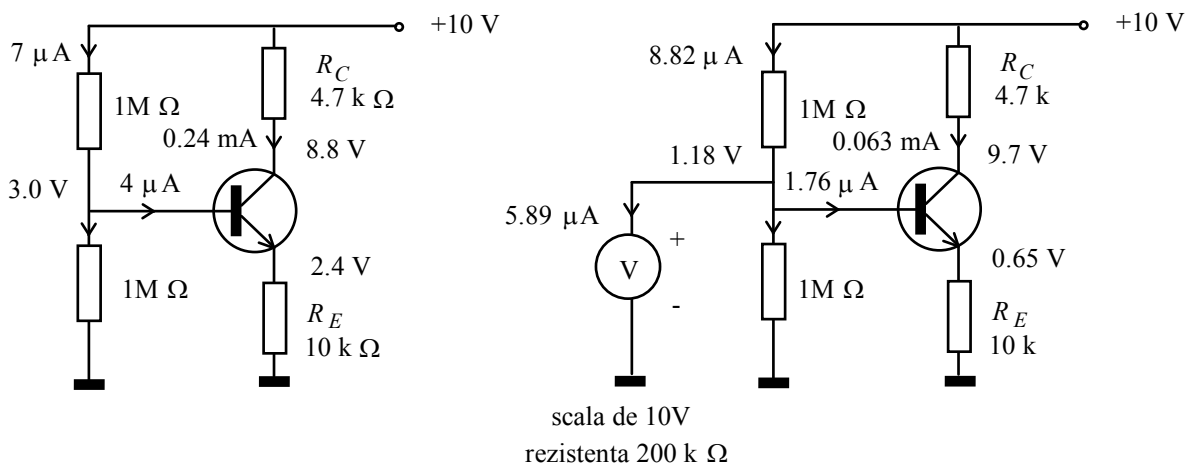 +10 V
7 μ A
R_C
4.7 k Ω
1M Ω
0.24 mA
8.8 V
3.0 V
4 μ A
2.4 V
1M Ω
R_E
10 k Ω
+10 V
8.82 μ A
R_C
4.7 k
1M Ω
0.063 mA
1.18 V
9.7 V
1.76 μ A
5.89 μ A
+
V
0.65 V
1M Ω
-
R_E
10 k
scala de 10V
rezistenta 200 k Ω